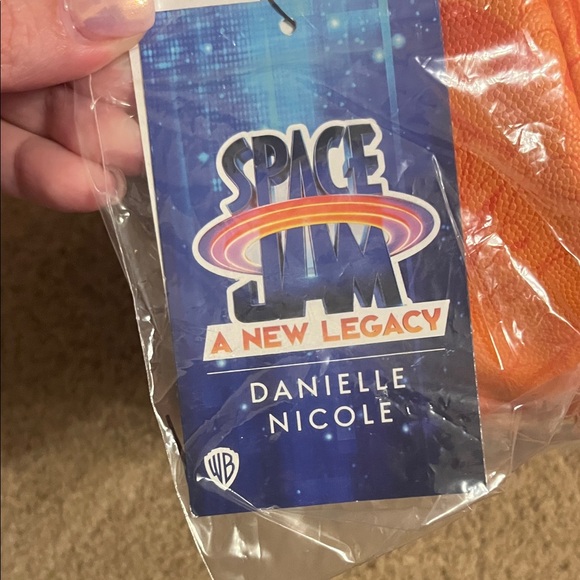 SPACE
JAM
A NEW LEGACY
DANIELLE
NICOLE
WB